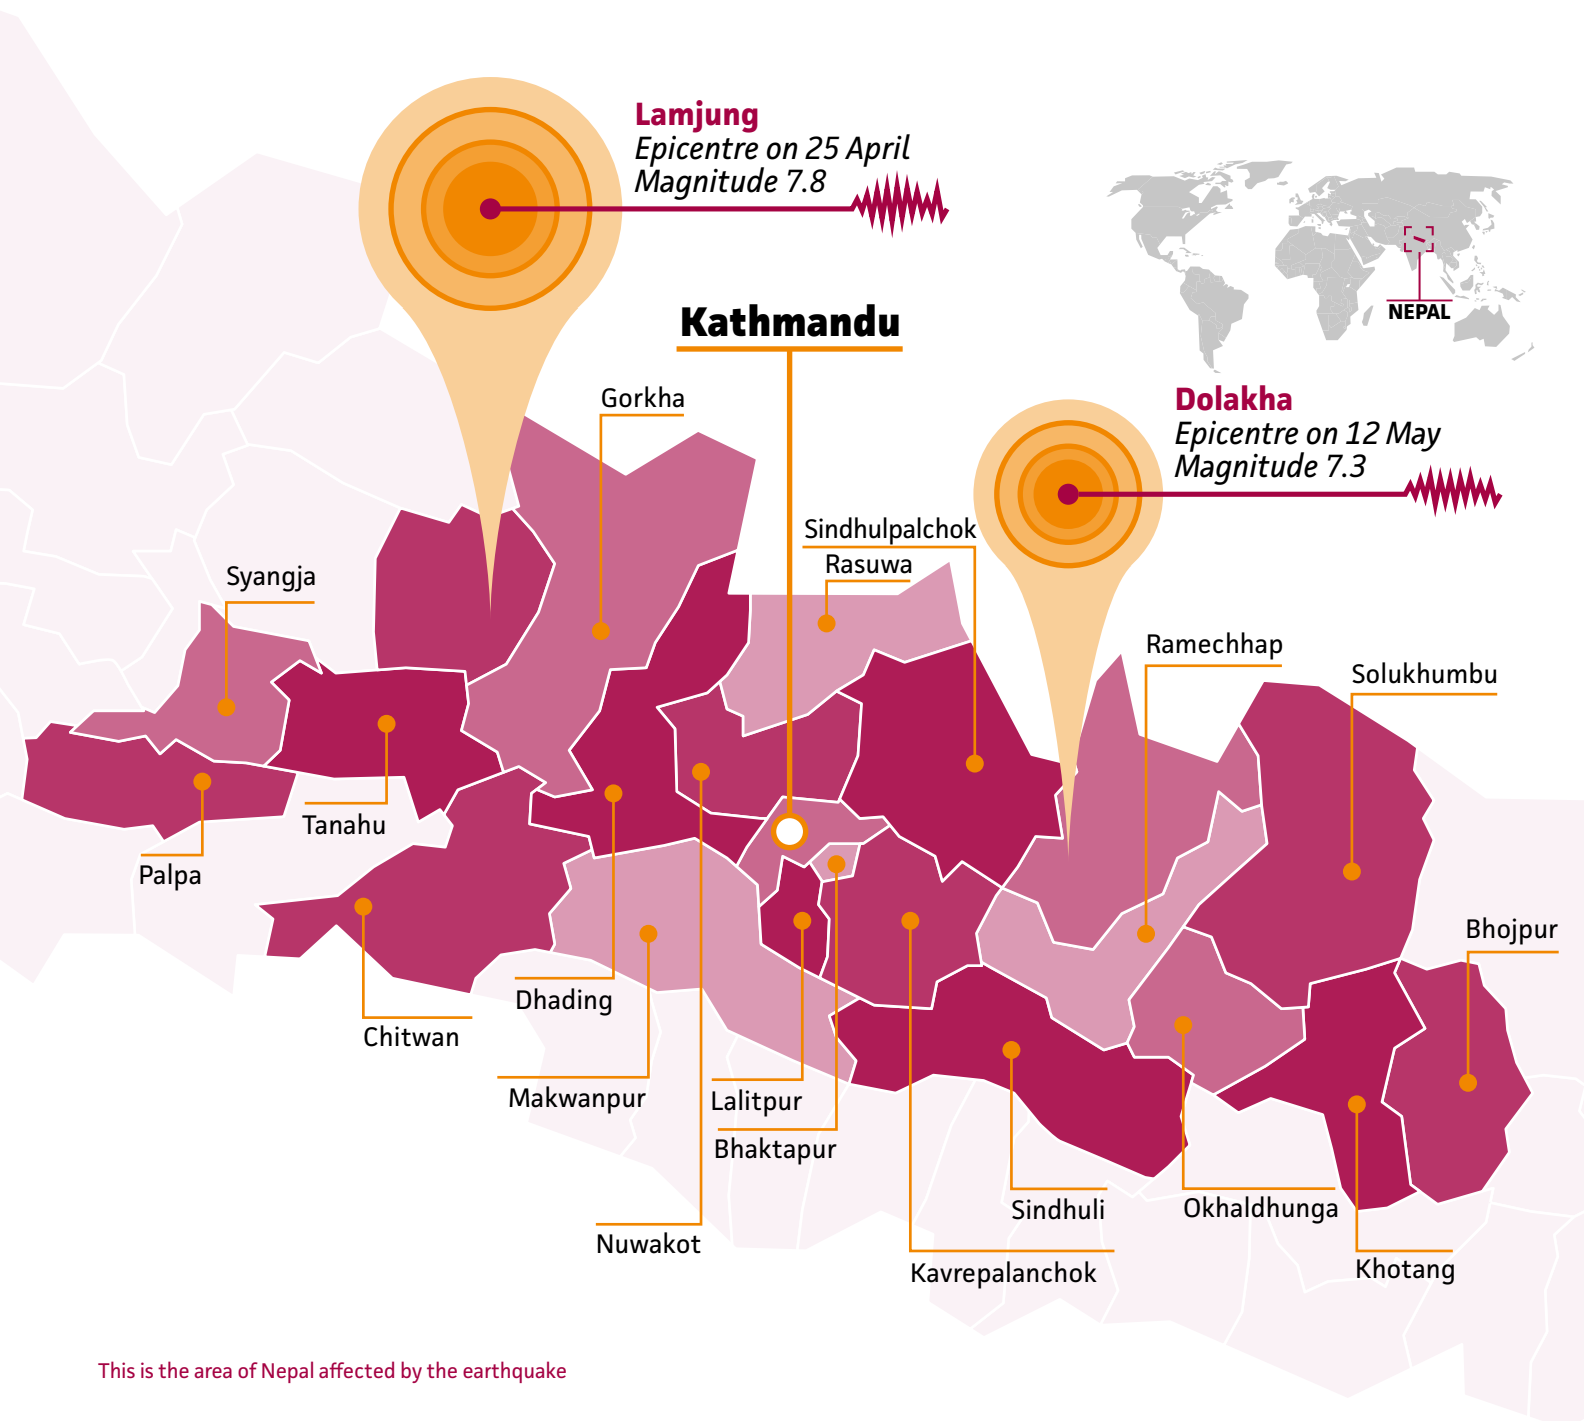 Lamjung
Epicentre on 25 April
Magnitude 7.8
NEPAL
Kathmandu
Dolakha
Epicentre on 12 May
Magnitude 7.3
Gorkha
Sindhulpalchok
Rasuwa
Syangja
Ramechhap
Solukhumbu
Tanahu
Palpa
Bhojpur
Dhading
Chitwan
Makwanpur
Lalitpur
Bhaktapur
Sindhuli
Okhaldhunga
Nuwakot
Kavrepalanchok
Khotang
This is the area of Nepal affected by the earthquake